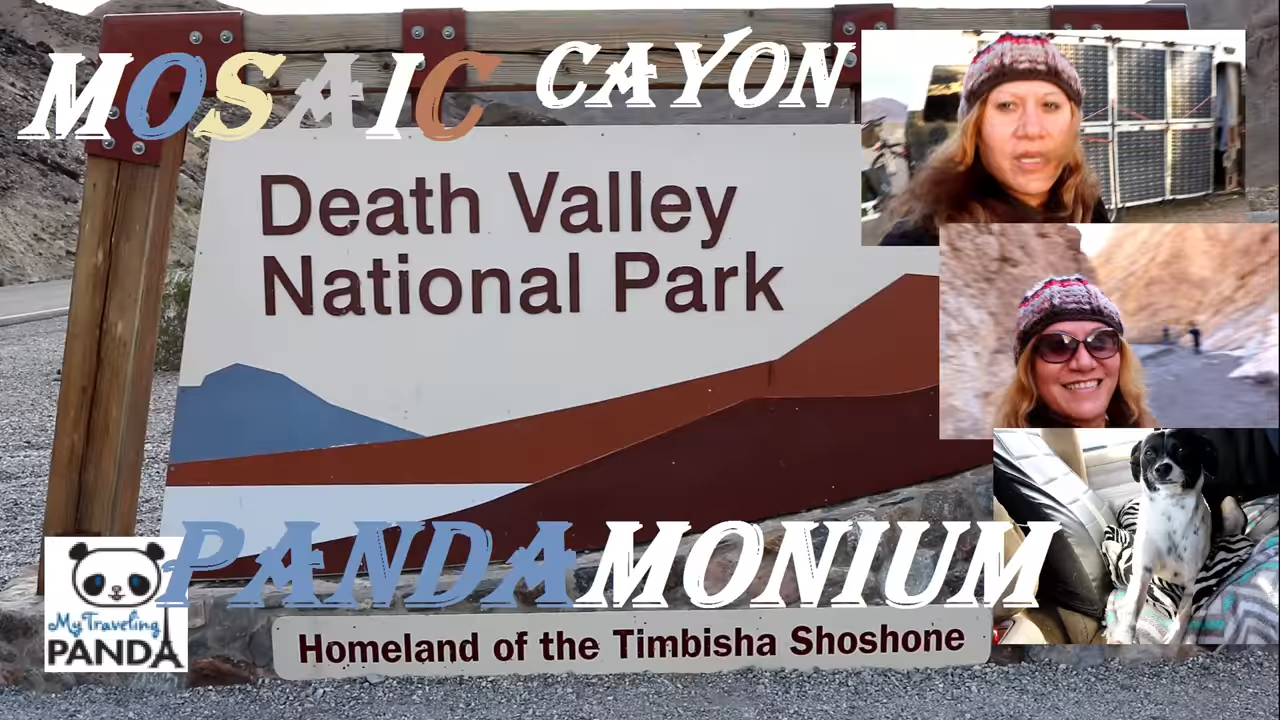 MOSAIC CAYON
Death Valley
National Park
PANDAMONIUM
My Traveling
PANDA
Homeland of the Timbisha Shoshone